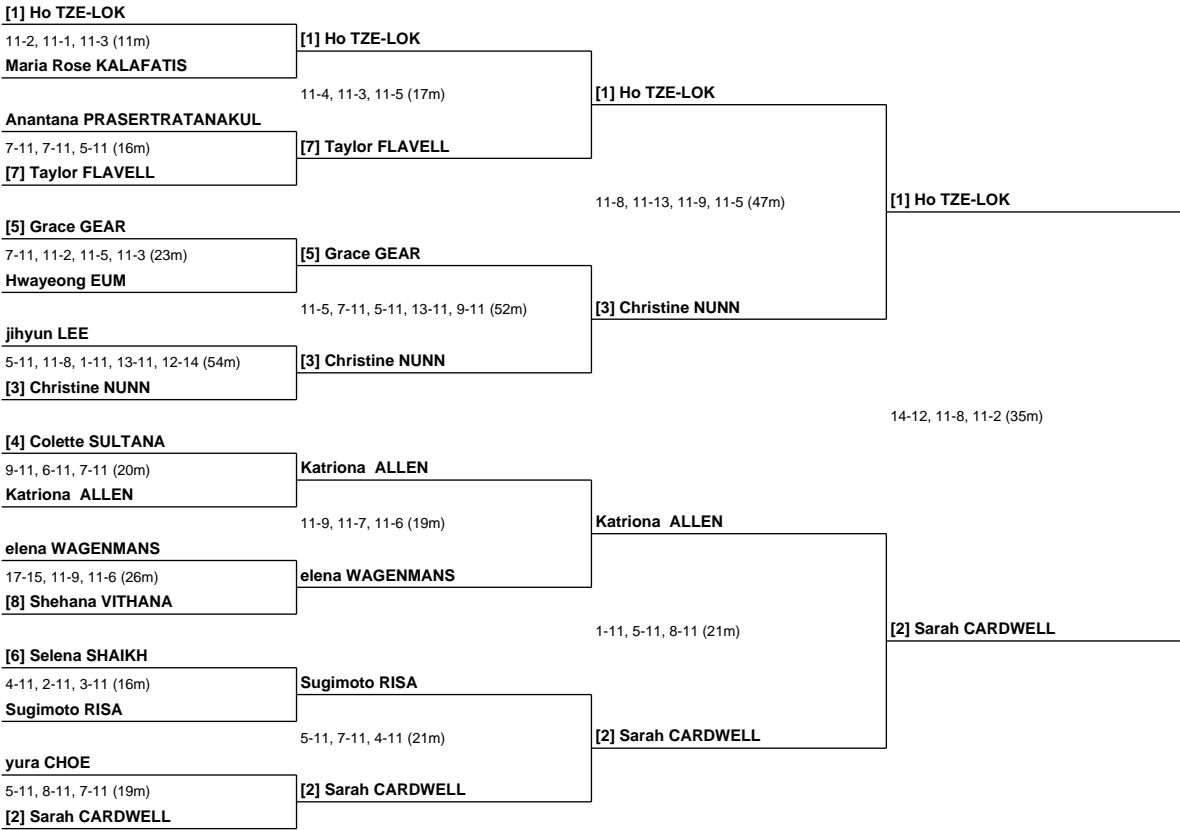 [1] Ho TZE-LOK
11-2, 11-1, 11-3 (11m)
Maria Rose KALAFATIS
Anantana PRASERTRATANAKUL
7-11, 7-11, 5-11 (16m)
[7] Taylor FLAVELL
[5] Grace GEAR
7-11, 11-2, 11-5, 11-3 (23m)
Hwayeong EUM
jihyun LEE
5-11, 11-8, 1-11, 13-11, 12-14 (54m)
[3] Christine NUNN
[4] Colette SULTANA
9-11, 6-11, 7-11 (20m)
Katriona ALLEN
elena WAGENMANS
17-15, 11-9, 11-6 (26m)
[8] Shehana VITHANA
[6] Selena SHAIKH
4-11, 2-11, 3-11 (16m)
Sugimoto RISA
yura CHOE
5-11, 8-11, 7-11 (19m)
[2] Sarah CARDWELL
[1] Ho TZE-LOK
11-4, 11-3, 11-5 (17m)
[7] Taylor FLAVELL
[5] Grace GEAR
11-5, 7-11, 5-11, 13-11, 9-11 (52m)
[3] Christine NUNN
Katriona ALLEN
11-9, 11-7, 11-6 (19m)
elena WAGENMANS
Sugimoto RISA
5-11, 7-11, 4-11 (21m)
[2] Sarah CARDWELL
[1] Ho TZE-LOK
11-8, 11-13, 11-9, 11-5 (47m)
[3] Christine NUNN
Katriona ALLEN
1-11, 5-11, 8-11 (21m)
[2] Sarah CARDWELL
[1] Ho TZE-LOK
14-12, 11-8, 11-2 (35m)
[2] Sarah CARDWELL